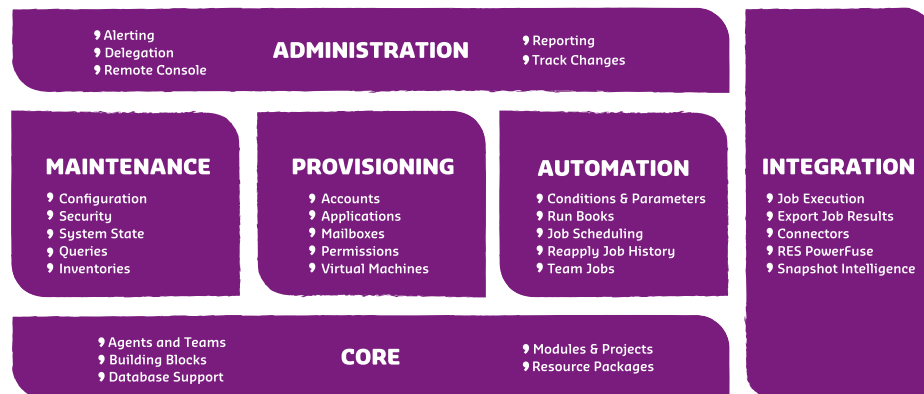 ADMINISTRATION
Alerting
Delegation
Remote Console
Reporting
Track Changes
MAINTENANCE
Configuration
Security
System State
Queries
Inventories
PROVISIONING
Accounts
Applications
Mailboxes
Permissions
Virtual Machines
AUTOMATION
Conditions & Parameters
Run Books
Job Scheduling
Reapply Job History
Team Jobs
INTEGRATION
Job Execution
Export Job Results
Connectors
RES PowerFuse
Snapshot Intelligence
CORE
Agents and Teams
Building Blocks
Database Support
Modules & Projects
Resource Packages